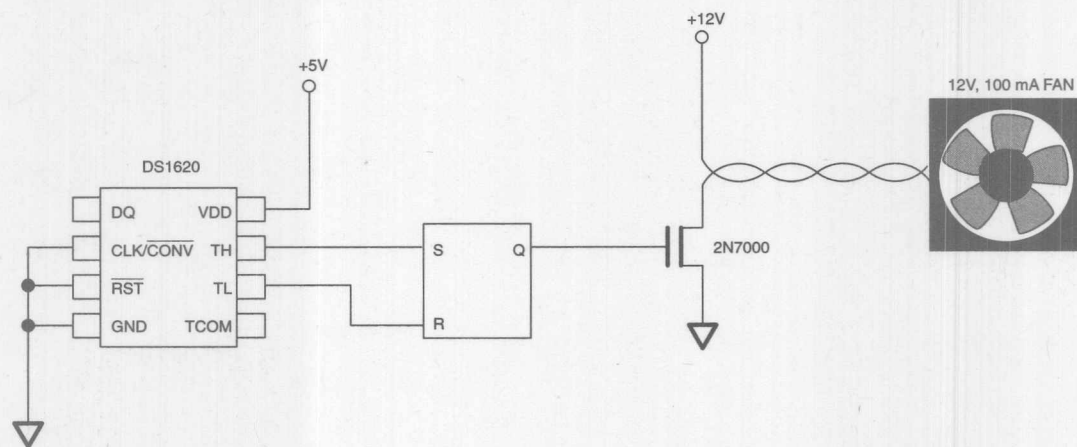 +12V
+5V
12V, 100 mA FAN
DS1620
DQ VDD
CLK/CONV TH
RST TL
GND TCOM
S Q
R
2N7000